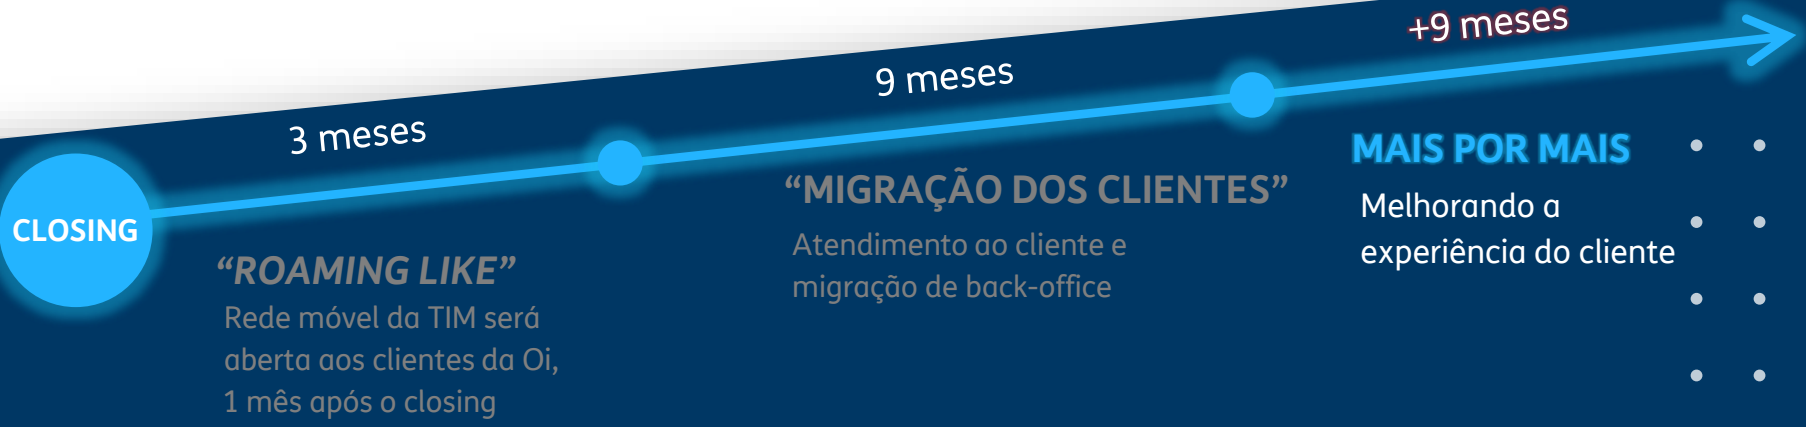 CLOSING
3 meses
“ROAMING LIKE”
Rede móvel da TIM será
aberta aos clientes da Oi,
1 mês após o closing
9 meses
“MIGRAÇÃO DOS CLIENTES”
Atendimento ao cliente e
migração de back-office
+9 meses
MAIS POR MAIS
Melhorando a
experiência do cliente